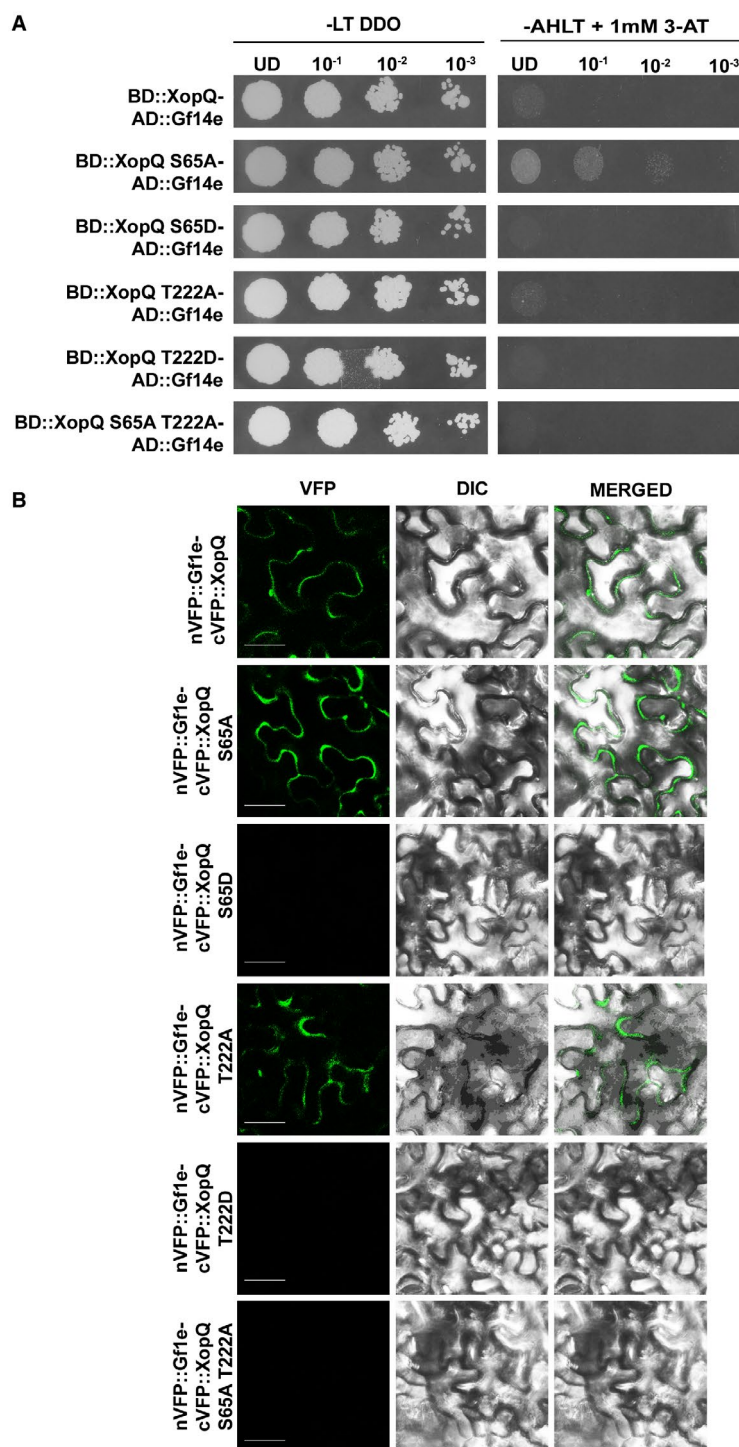 A
-LT DDO
-AHLT + 1mM 3-AT
UD 10-1 10-2 10-3
UD 10-1 10-2 10-3
BD::XopQ-
AD::Gf14e
BD::XopQ S65A-
AD::Gf14e
BD::XopQ S65D-
AD::Gf14e
BD::XopQ T222A-
AD::Gf14e
BD::XopQ T222D-
AD::Gf14e
BD::XopQ S65A T222A-
AD::Gf14e
B
VFP
DIC
MERGED
nVFP::Gf1e-
cVFP::XopQ
nVFP::Gf1e-
cVFP::XopQ
S65A
nVFP::Gf1e-
cVFP::XopQ
S65D
nVFP::Gf1e-
cVFP::XopQ
T222A
nVFP::Gf1e-
cVFP::XopQ
T222D
nVFP::Gf1e-
cVFP::XopQ
S65A T222A